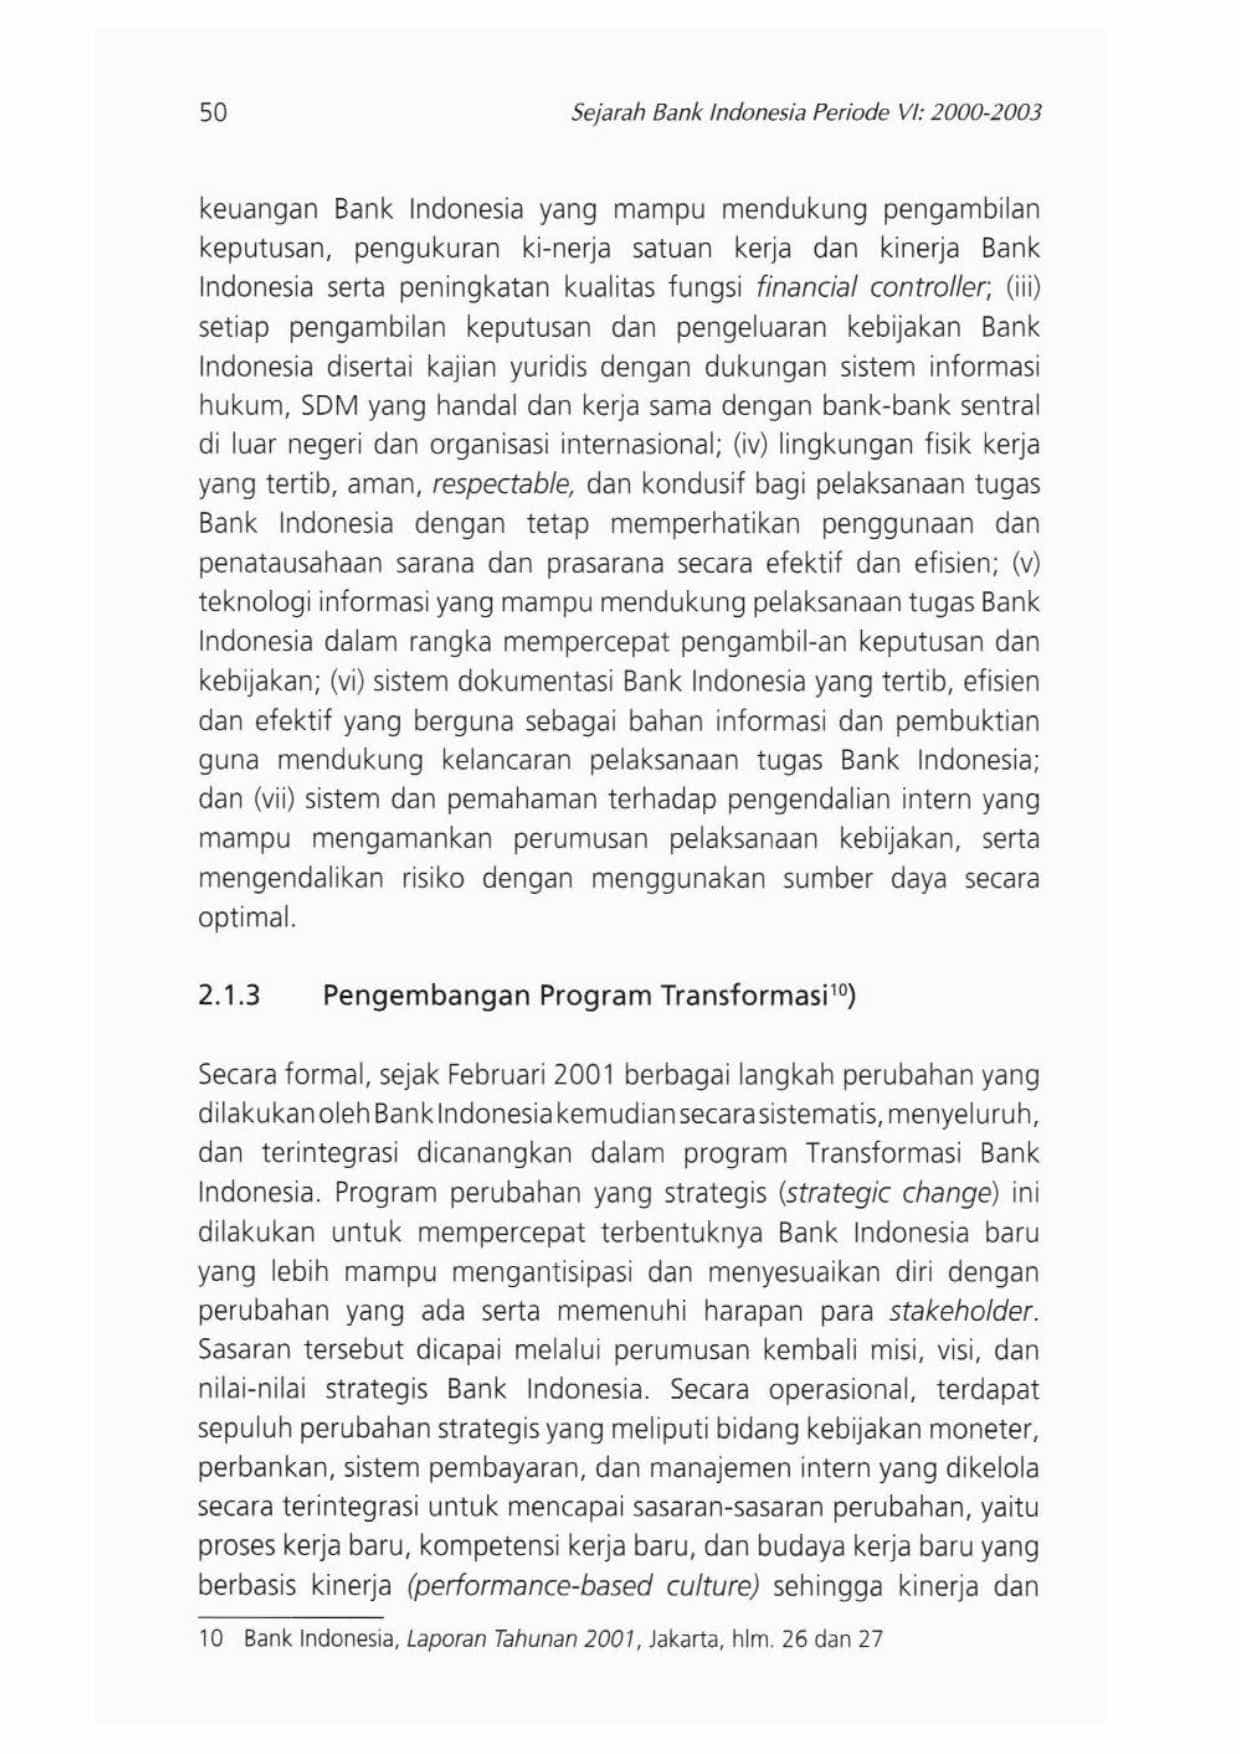 50
Sejarah Bank Indonesia Periode VI: 2000-2003
keuangan Bank Indonesia yang mampu mendukung pengambilan
keputusan, pengukuran ki-nerja satuan kerja dan kinerja Bank
Indonesia serta peningkatan kualitas fungsi financial controller; (iii)
setiap pengambilan keputusan dan pengeluaran kebijakan Bank
Indonesia disertai kajian yuridis dengan dukungan sistem informasi
hukum, SDM yang handal dan kerja sama dengan bank-bank sentral
di luar negeri dan organisasi internasional; (iv) lingkungan fisik kerja
yang tertib, aman, respectable, dan kondusif bagi pelaksanaan tugas
Bank Indonesia dengan tetap memperhatikan penggunaan dan
penatausahaan sarana dan prasarana secara efektif dan efisien; (v)
teknologi informasi yang mampu mendukung pelaksanaan tugas Bank
Indonesia dalam rangka mempercepat pengambil-an keputusan dan
kebijakan; (vi) sistem dokumentasi Bank Indonesia yang tertib, efisien
dan efektif yang berguna sebagai bahan informasi dan pembuktian
guna mendukung kelancaran pelaksanaan tugas Bank Indonesia;
dan (vii) sistem dan pemahaman terhadap pengendalian intern yang
mampu mengamankan perumusan pelaksanaan kebijakan, serta
mengendalikan risiko dengan menggunakan sumber daya secara
optimal.
2.1.3 Pengembangan Program Transformasi¹⁰)
Secara formal, sejak Februari 2001 berbagai langkah perubahan yang
dilakukan oleh Bank Indonesia kemudian secara sistematis, menyeluruh,
dan terintegrasi dicanangkan dalam program Transformasi Bank
Indonesia. Program perubahan yang strategis (strategic change) ini
dilakukan untuk mempercepat terbentuknya Bank Indonesia baru
yang lebih mampu mengantisipasi dan menyesuaikan diri dengan
perubahan yang ada serta memenuhi harapan para stakeholder.
Sasaran tersebut dicapai melalui perumusan kembali misi, visi, dan
nilai-nilai strategis Bank Indonesia. Secara operasional, terdapat
sepuluh perubahan strategis yang meliputi bidang kebijakan moneter,
perbankan, sistem pembayaran, dan manajemen intern yang dikelola
secara terintegrasi untuk mencapai sasaran-sasaran perubahan, yaitu
proses kerja baru, kompetensi kerja baru, dan budaya kerja baru yang
berbasis kinerja (performance-based culture) sehingga kinerja dan
10 Bank Indonesia, Laporan Tahunan 2001, Jakarta, hlm. 26 dan 27